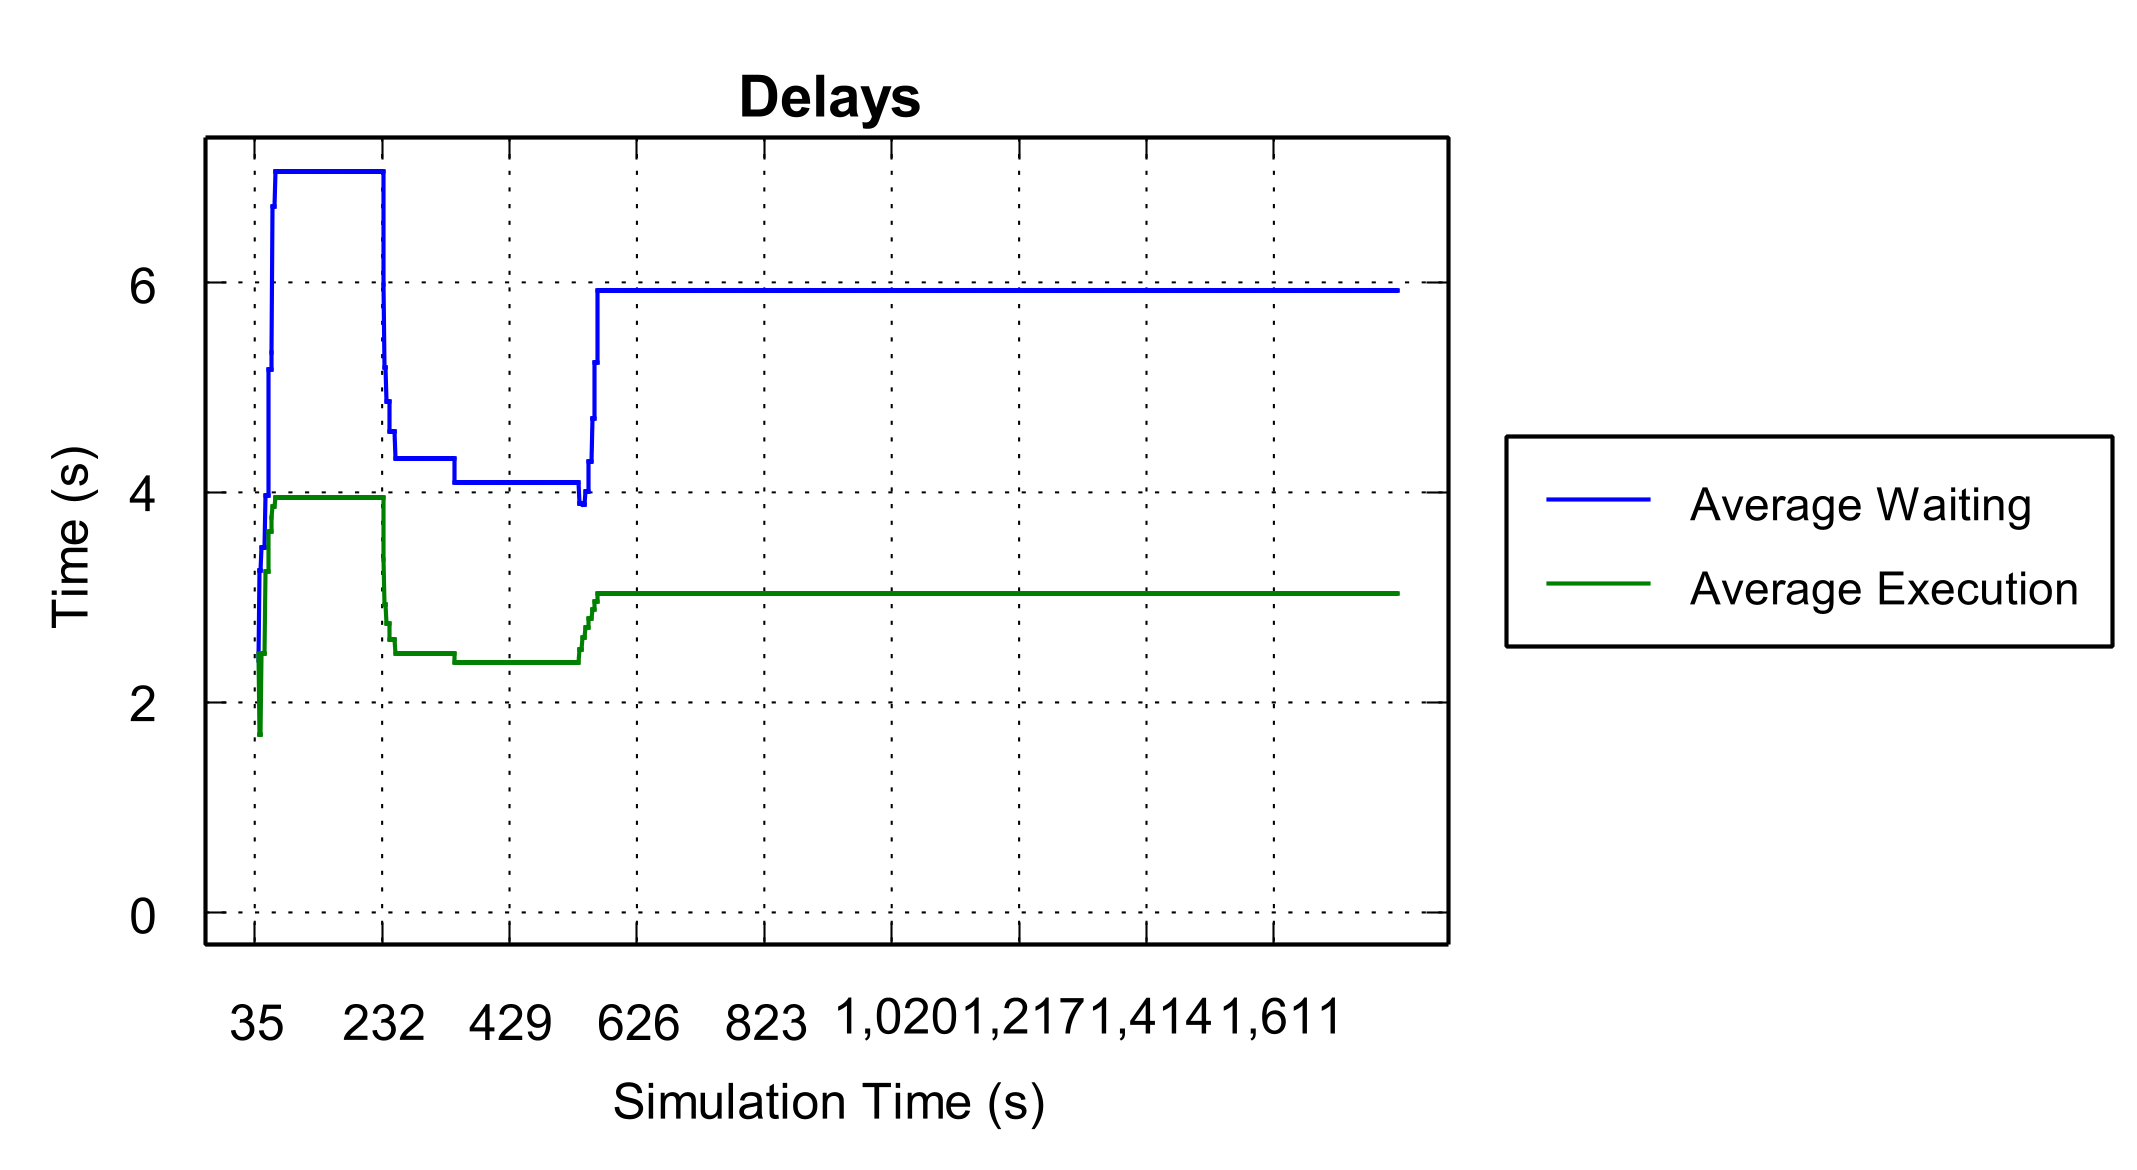 Delays
6
4
2
0
Time (s)
35 232 429 626 823 1,020 1,217 1,414 1,611
Simulation Time (s)
Average Waiting
Average Execution